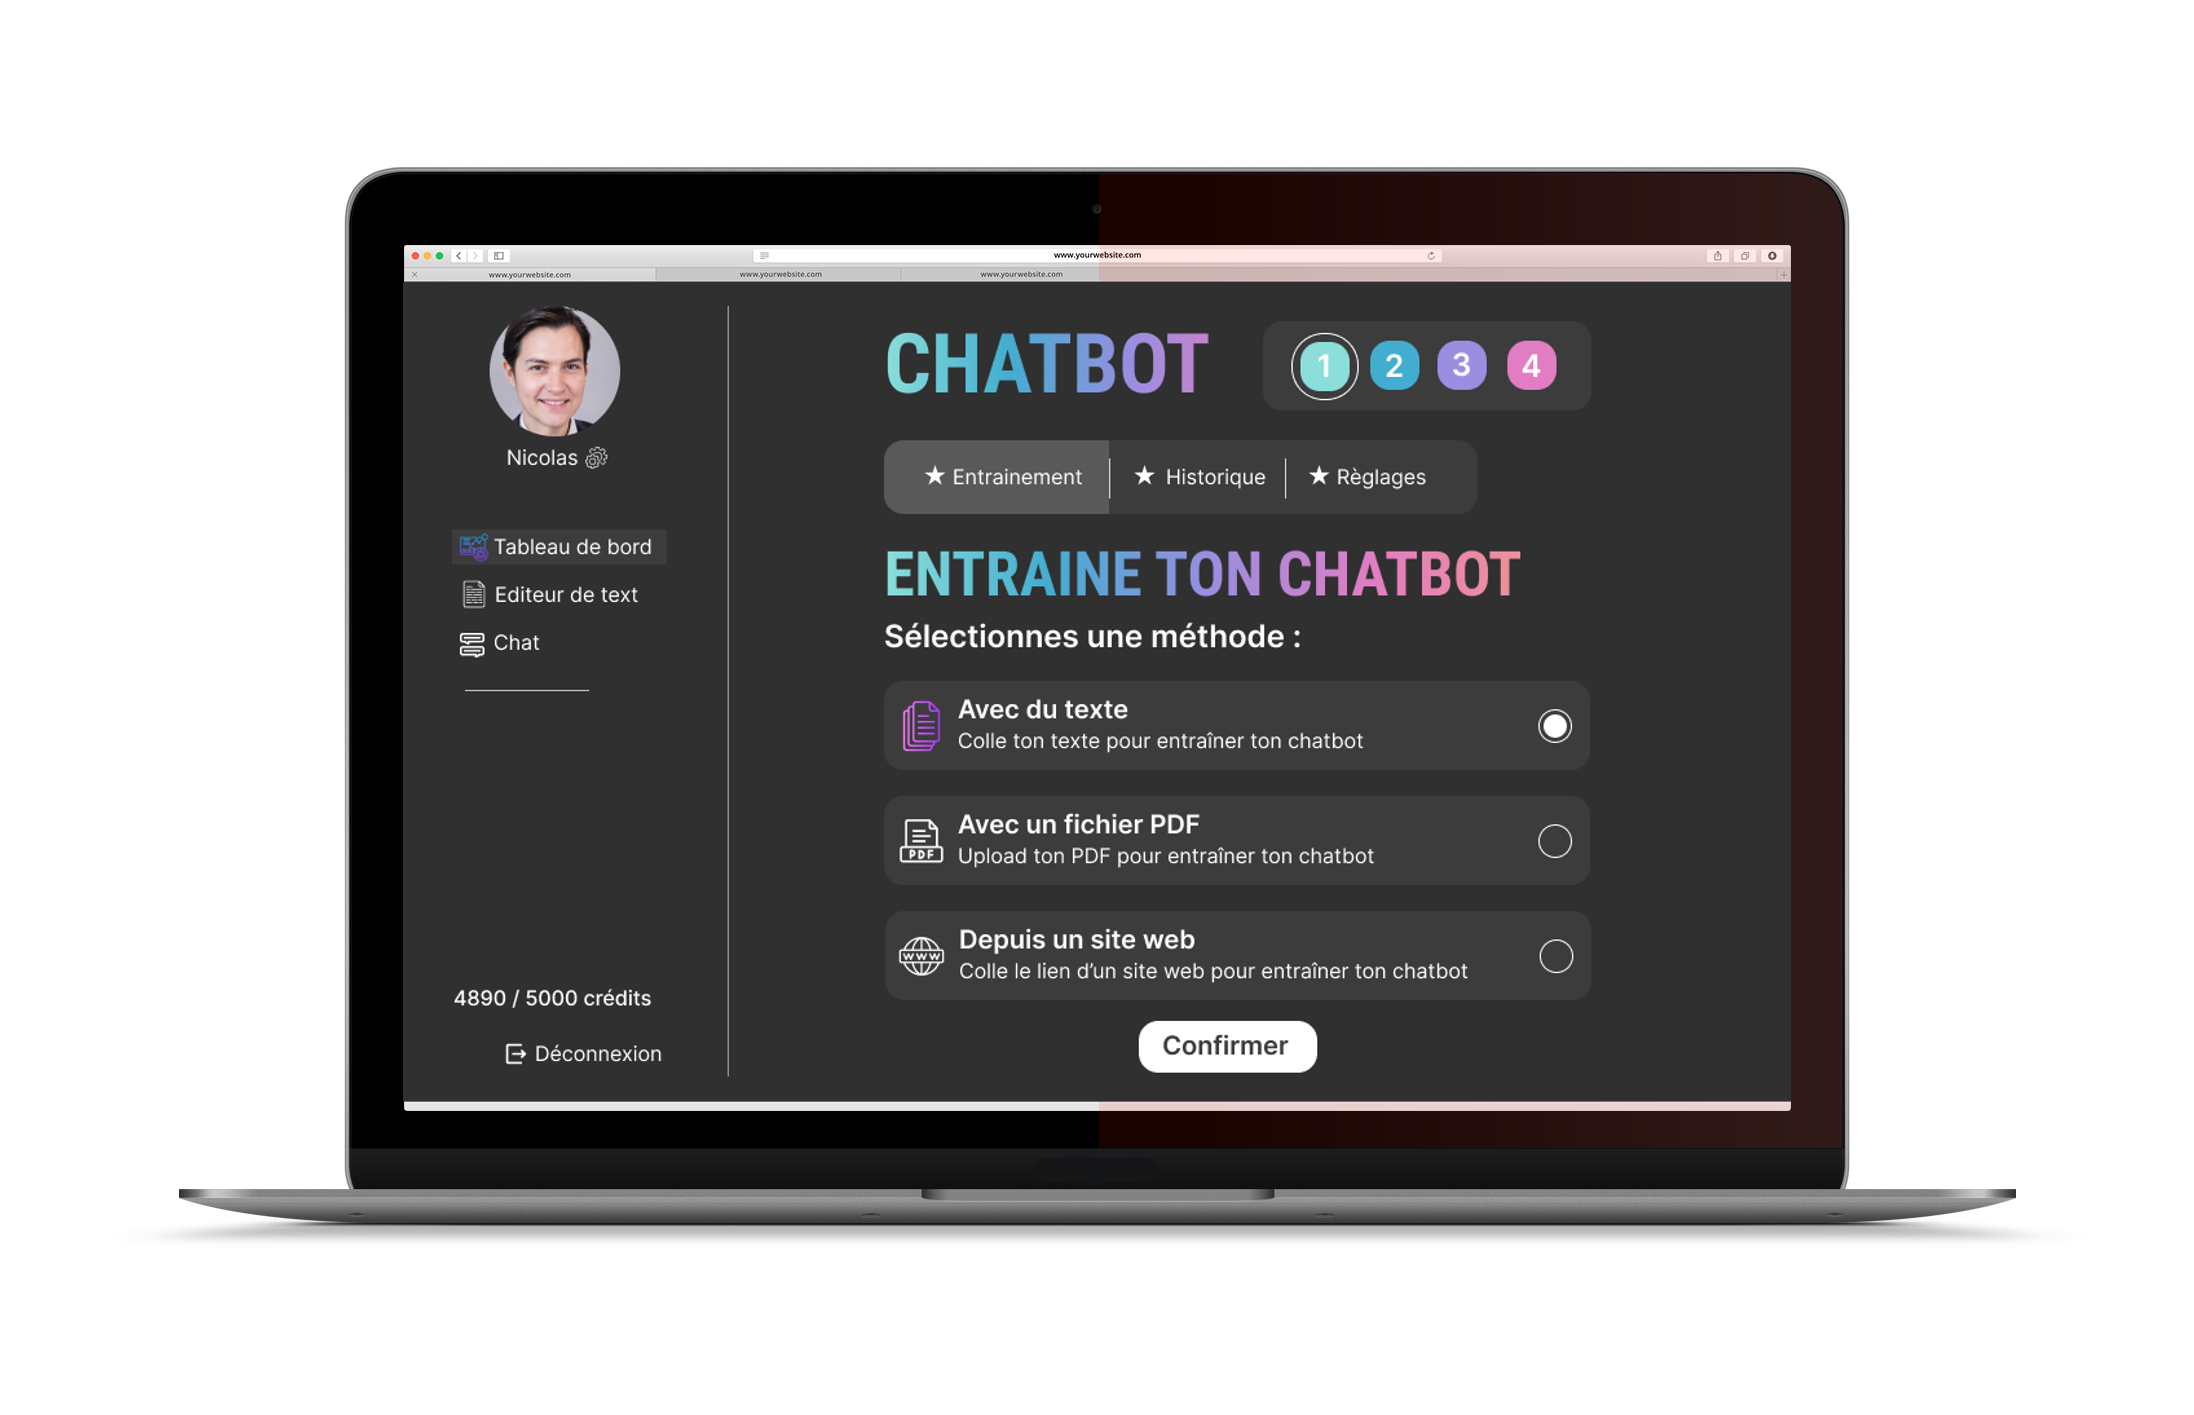 www.yourwebsite.com
www.yourwebsite.com
www.yourwebsite.com
www.yourwebsite.com
Nicolas
Tableau de bord
Editeur de text
Chat
4890 / 5000 crédits
Déconnexion
CHATBOT
1 2 3 4
Entrainement
Historique
Règlages
ENTRAINE TON CHATBOT
Sélectionnes une méthode :
Avec du texte
Colle ton texte pour entraîner ton chatbot
PDF
Avec un fichier PDF
Upload ton PDF pour entraîner ton chatbot
WWW
Depuis un site web
Colle le lien d’un site web pour entraîner ton chatbot
Confirmer